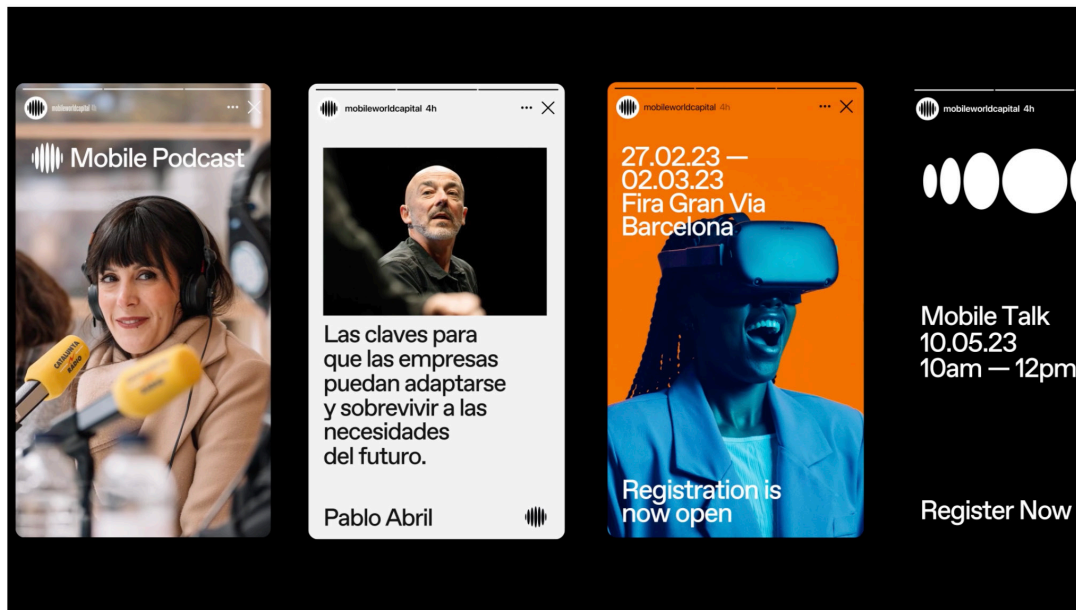 mobileworldcapital 4h
Mobile Podcast
CATALUNYA
RÀDIO
mobileworldcapital 4h
Las claves para
que las empresas
puedan adaptarse
y sobrevivir a las
necesidades
del futuro.
Pablo Abril
mobileworldcapital 4h
27.02.23 —
02.03.23
Fira Gran Via
Barcelona
Registration is
now open
mobileworldcapital 4h
Mobile Talk
10.05.23
10am — 12pm
Register Now